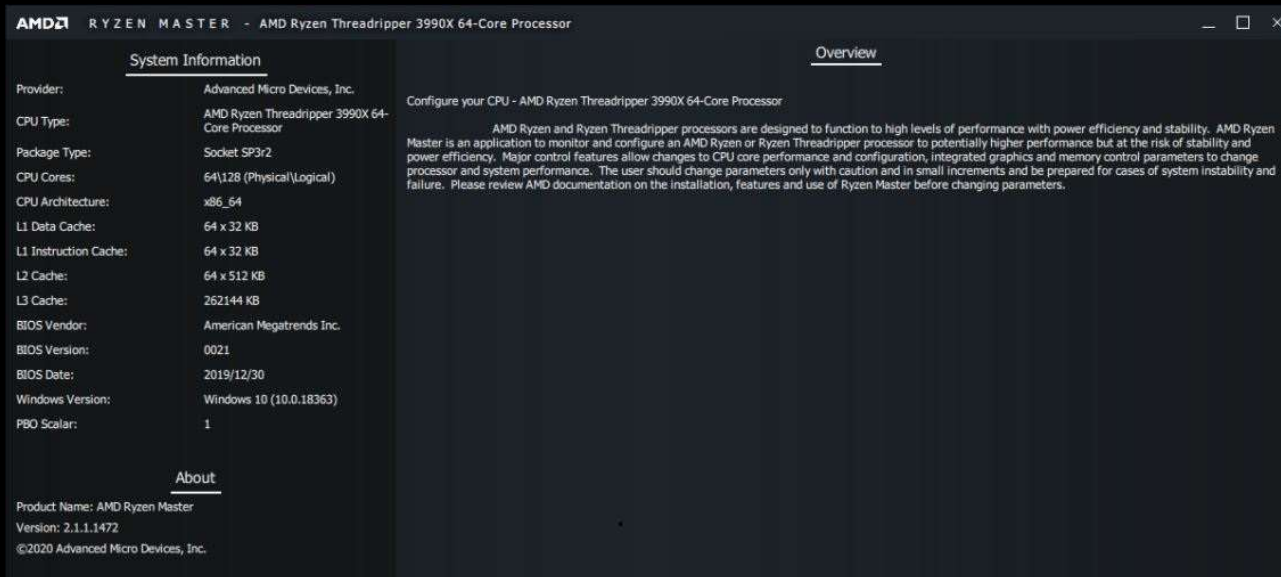 AMD RYZEN MASTER - AMD Ryzen Threadripper 3990X 64-Core Processor
System Information
Provider: Advanced Micro Devices, Inc.
CPU Type: AMD Ryzen Threadripper 3990X 64-
Core Processor
Package Type: Socket SP3r2
CPU Cores: 64\128 (Physical\Logical)
CPU Architecture: x86_64
L1 Data Cache: 64 x 32 KB
L1 Instruction Cache: 64 x 32 KB
L2 Cache: 64 x 512 KB
L3 Cache: 262144 KB
BIOS Vendor: American Megatrends Inc.
BIOS Version: 0021
BIOS Date: 2019/12/30
Windows Version: Windows 10 (10.0.18363)
PBO Scalar: 1
About
Product Name: AMD Ryzen Master
Version: 2.1.1.1472
©2020 Advanced Micro Devices, Inc.
Overview
Configure your CPU - AMD Ryzen Threadripper 3990X 64-Core Processor
AMD Ryzen and Ryzen Threadripper processors are designed to function to high levels of performance with power efficiency and stability. AMD Ryzen
Master is an application to monitor and configure an AMD Ryzen or Ryzen Threadripper processor to potentially higher performance but at the risk of stability and
power efficiency. Major control features allow changes to CPU core performance and configuration, integrated graphics and memory control parameters to change
processor and system performance. The user should change parameters only with caution and in small increments and be prepared for cases of system instability and
failure. Please review AMD documentation on the installation, features and use of Ryzen Master before changing parameters.